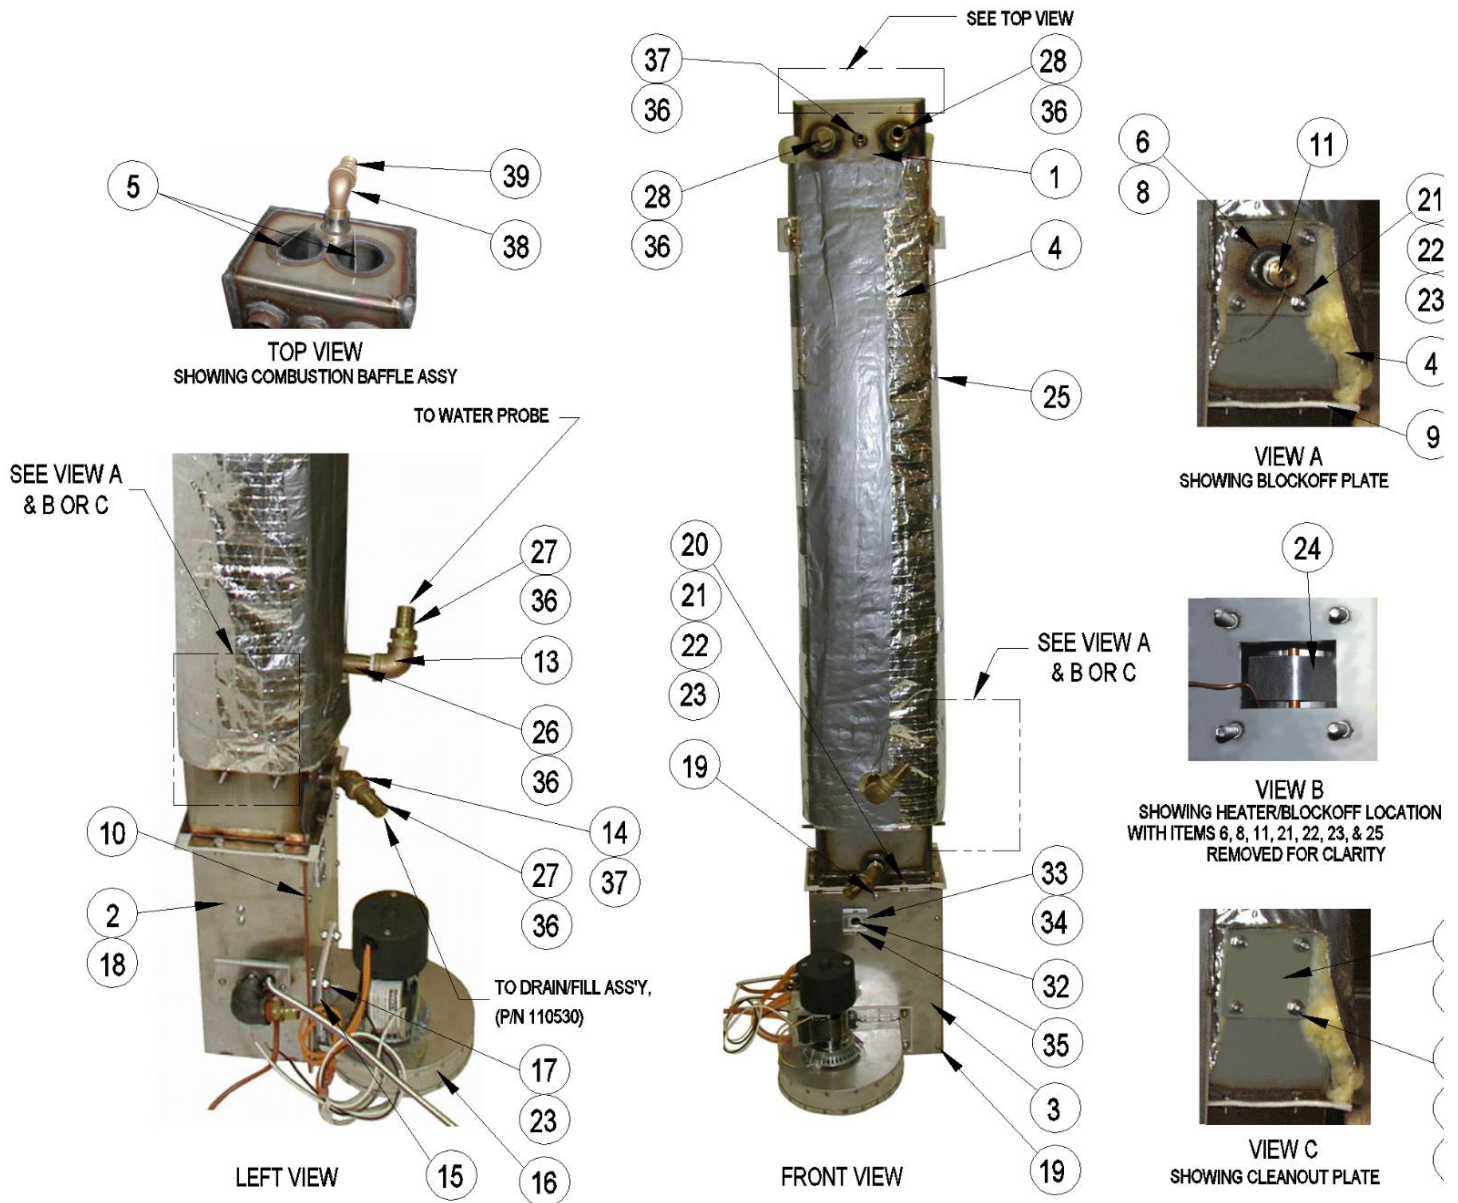 SEE TOP VIEW
37
36
28
36
28
36
1
4
25
6
8
11
21
22
23
4
9
VIEW A
SHOWING BLOCKOFF PLATE
5
39
38
TOP VIEW
SHOWING COMBUSTION BAFFLE ASSY
TO WATER PROBE
SEE VIEW A
& B OR C
27
36
13
26
36
14
37
27
36
10
2
18
TO DRAIN/FILL ASS'Y,
(P/N 110530)
17
23
15
16
LEFT VIEW
20
21
22
23
19
SEE VIEW A
& B OR C
33
34
32
35
3
19
FRONT VIEW
24
VIEW B
SHOWING HEATER/BLOCKOFF LOCATION
WITH ITEMS 6, 8, 11, 21, 22, 23, & 25
REMOVED FOR CLARITY
VIEW C
SHOWING CLEANOUT PLATE